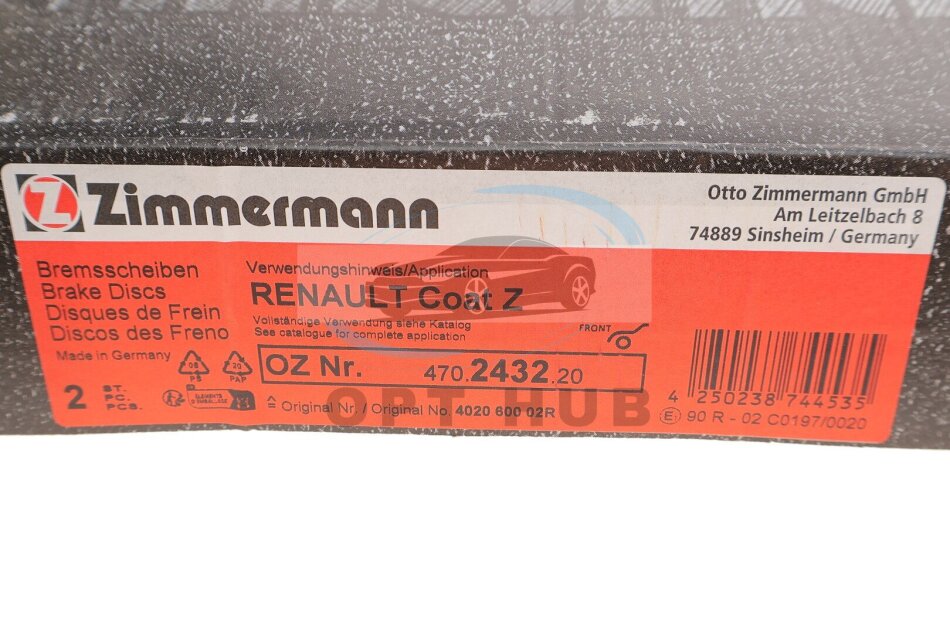 Z Zimmermann
Otto Zimmermann GmbH
Am Leitzelbach 8
74889 Sinsheim / Germany
Bremsscheiben
Brake Discs
Disques de Frein
Discos des Freno
Made in Germany
Verwendungshinweis/Application
RENAULT Coat Z
Vollständige Verwendung siehe Katalog
See catalogue for complete application
FRONT
OZ Nr. 470.2432.20
2 ST.
PC.
PCS.
PAP
≙ Original Nr. / Original No. 4020 600 02R
4 250238 744535
E 90 R - 02 C0197/0020
OPT HUB